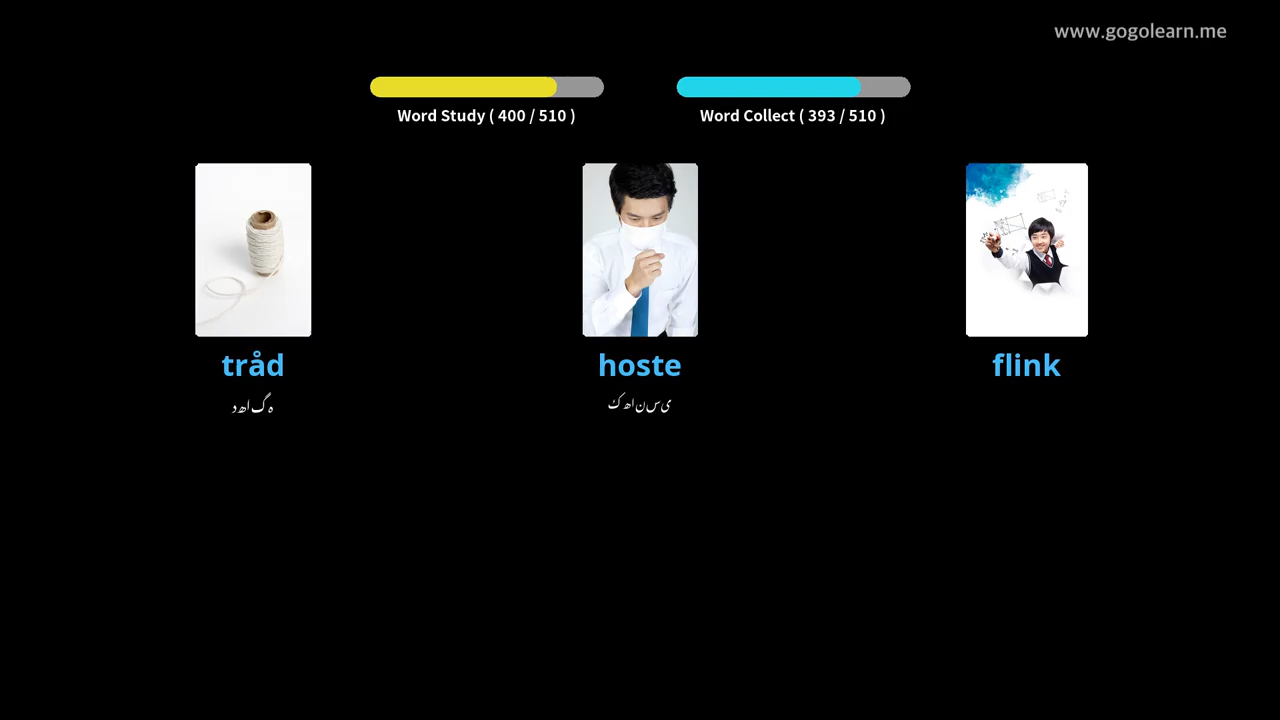 www.gogolearn.me
Word Study ( 400 / 510 )
Word Collect ( 393 / 510 )
tråd
hoste
flink
دھاگہ
کھانسی